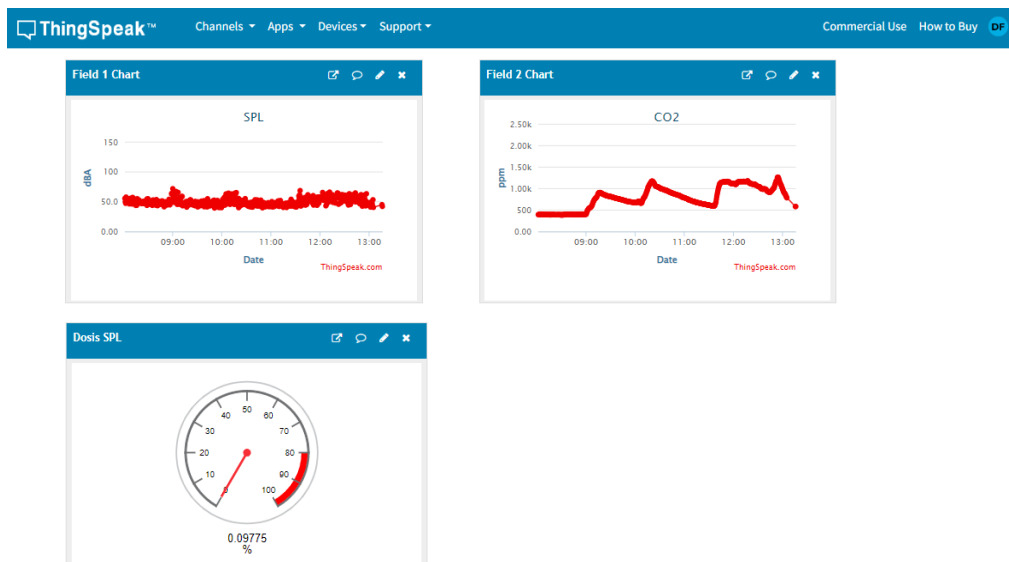 ThingSpeak™ Channels Apps Devices Support Commercial Use How to Buy DF
Field 1 Chart
SPL
150
100
50.0
0.00
dBA
09:00 10:00 11:00 12:00 13:00
Date
ThingSpeak.com
Field 2 Chart
CO2
2.50k
2.00k
1.50k
1.00k
500
0.00
ppm
09:00 10:00 11:00 12:00 13:00
Date
ThingSpeak.com
Dosis SPL
0 10 20 30 40 50 60 70 80 90 100
0.09775
%